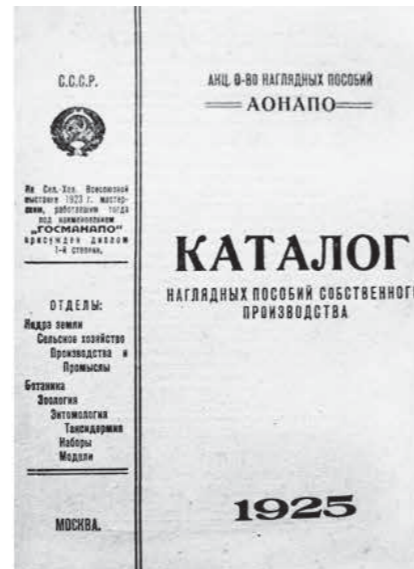 С.С.С.Р.
На Сел.-Хоз. Всесоюзной
выставке 1923 г. мастер-
ским, работавшим тогда
под наименованием
„ГОСМАНАПО"
присужден диплом
1-й степени.
ОТДЕЛЫ:
Недра земли
Сельское хозяйство
Производства и
Промыслы
Ботаника
Зоология
Энтомология
Таксидермия
Наборы
Модели
МОСКВА.
АКЦ. О-ВО НАГЛЯДНЫХ ПОСОБИЙ
АОНАПО
КАТАЛОГ
НАГЛЯДНЫХ ПОСОБИЙ СОБСТВЕННОГО
ПРОИЗВОДСТВА
1925